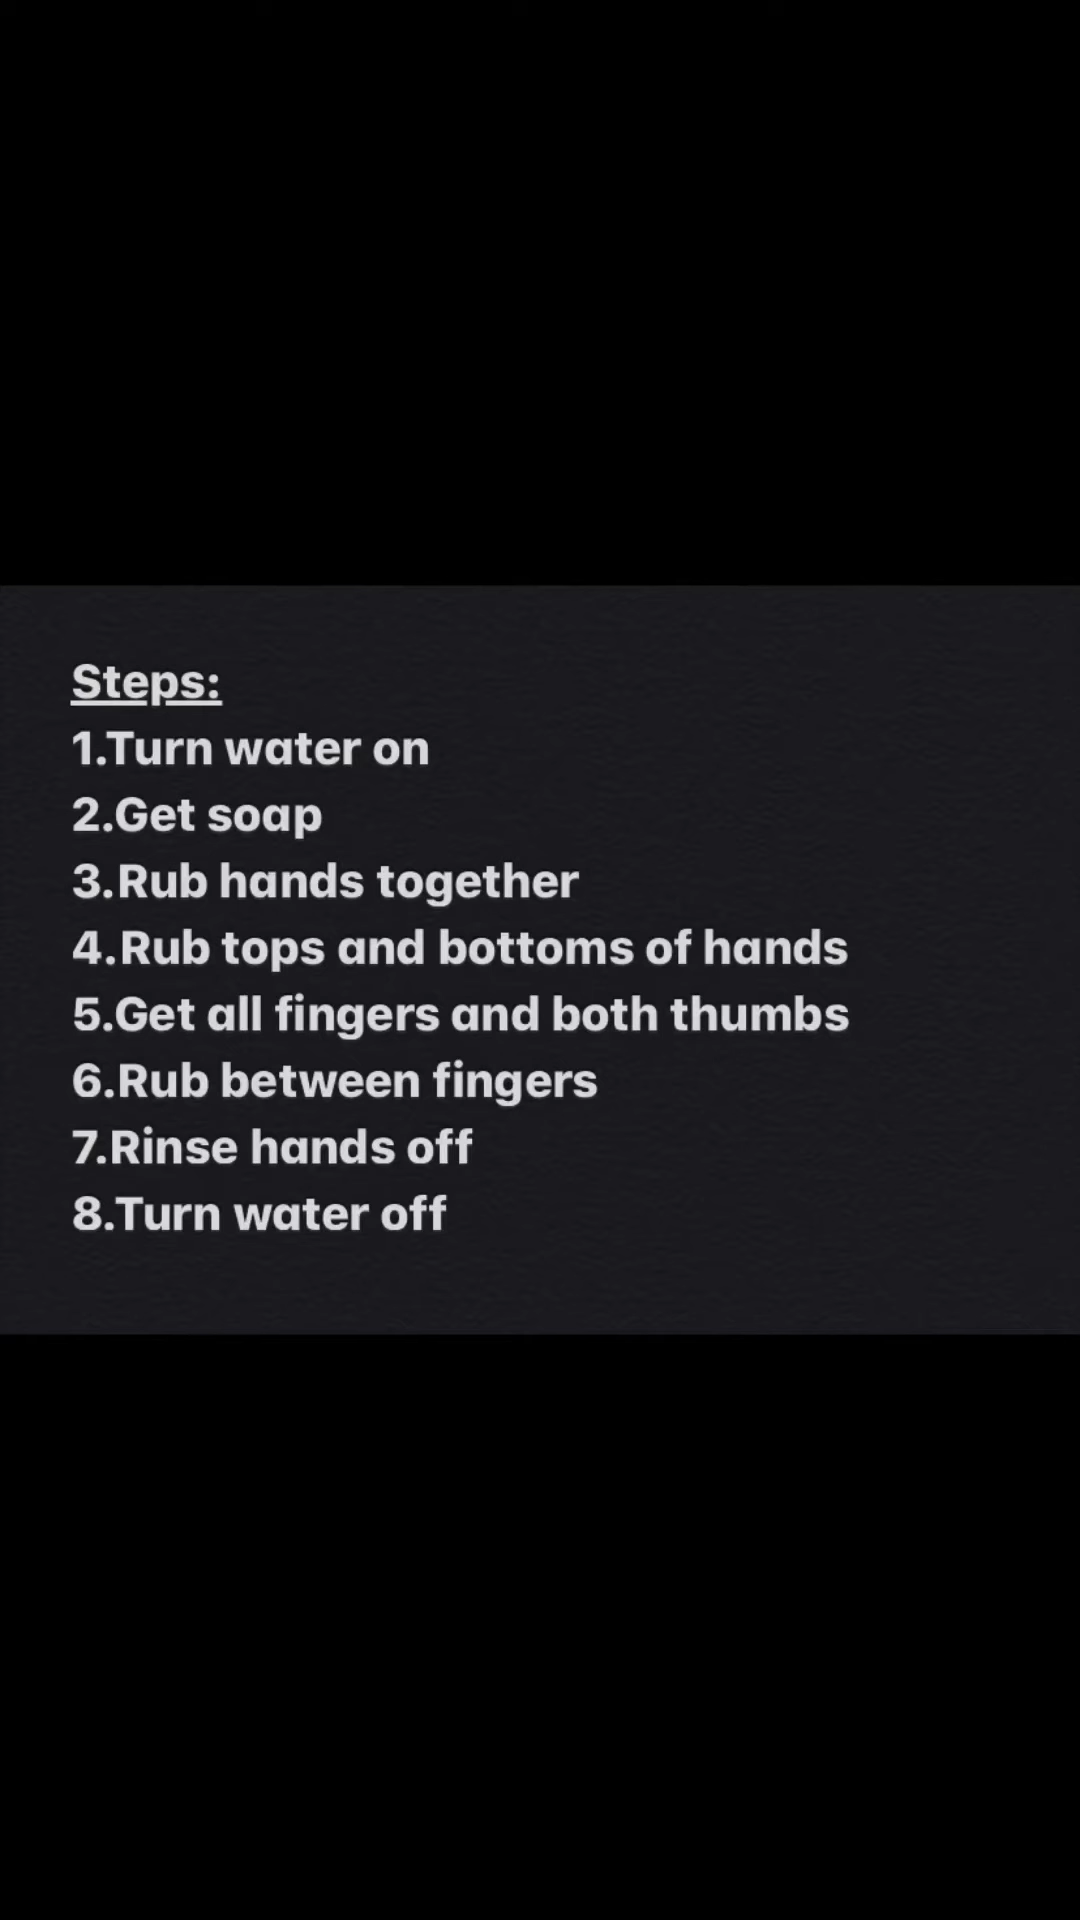 Steps:
1.Turn water on
2.Get soap
3.Rub hands together
4.Rub tops and bottoms of hands
5.Get all fingers and both thumbs
6.Rub between fingers
7.Rinse hands off
8.Turn water off